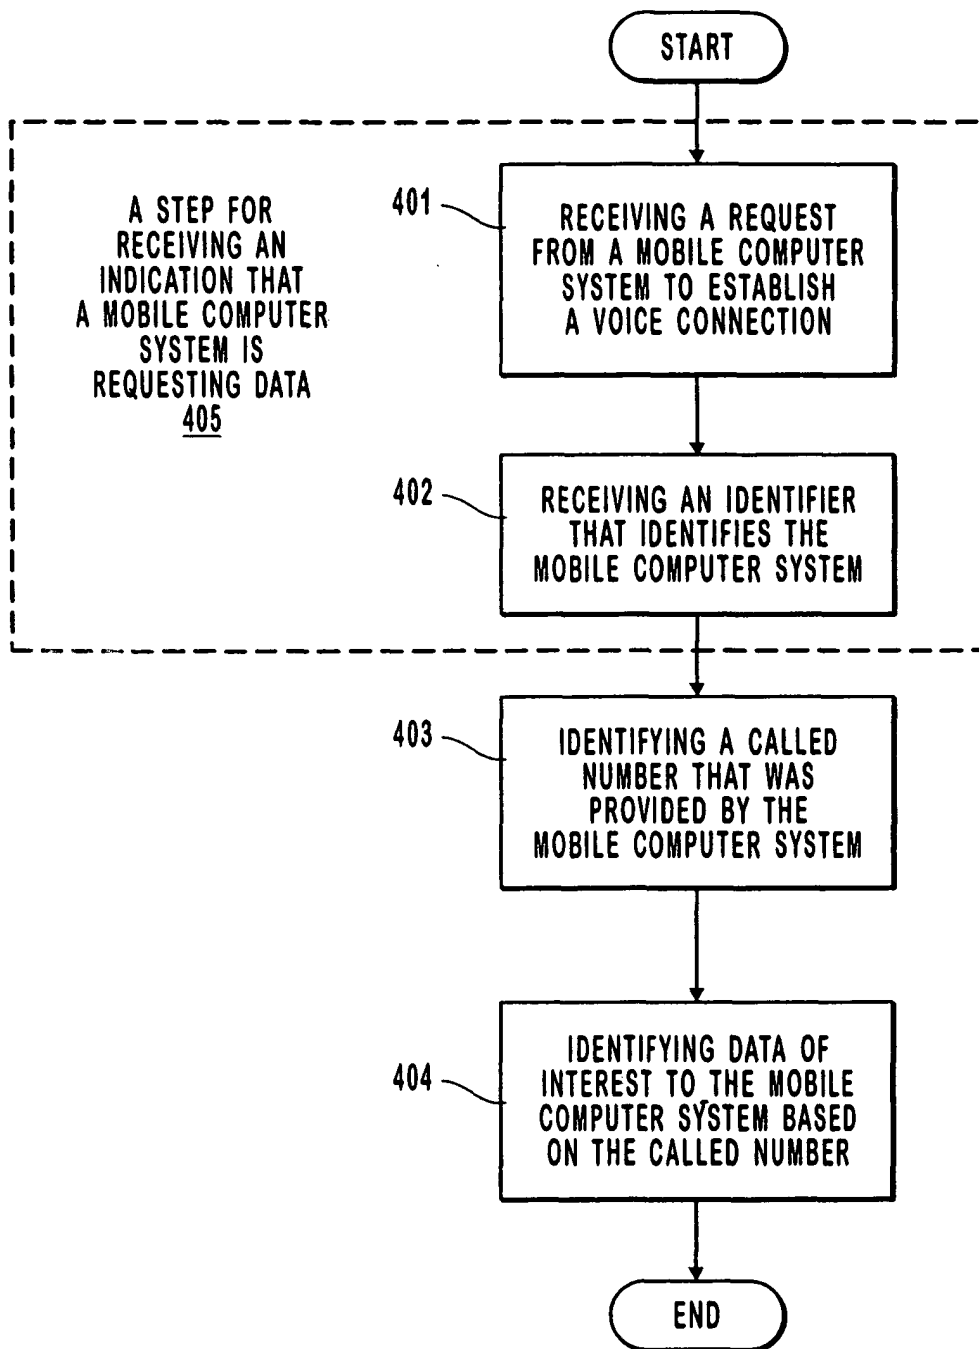 START
A STEP FOR
RECEIVING AN
INDICATION THAT
A MOBILE COMPUTER
SYSTEM IS
REQUESTING DATA
405
401
RECEIVING A REQUEST
FROM A MOBILE COMPUTER
SYSTEM TO ESTABLISH
A VOICE CONNECTION
402
RECEIVING AN IDENTIFIER
THAT IDENTIFIES THE
MOBILE COMPUTER SYSTEM
403
IDENTIFYING A CALLED
NUMBER THAT WAS
PROVIDED BY THE
MOBILE COMPUTER SYSTEM
404
IDENTIFYING DATA OF
INTEREST TO THE MOBILE
COMPUTER SYSTEM BASED
ON THE CALLED NUMBER
END